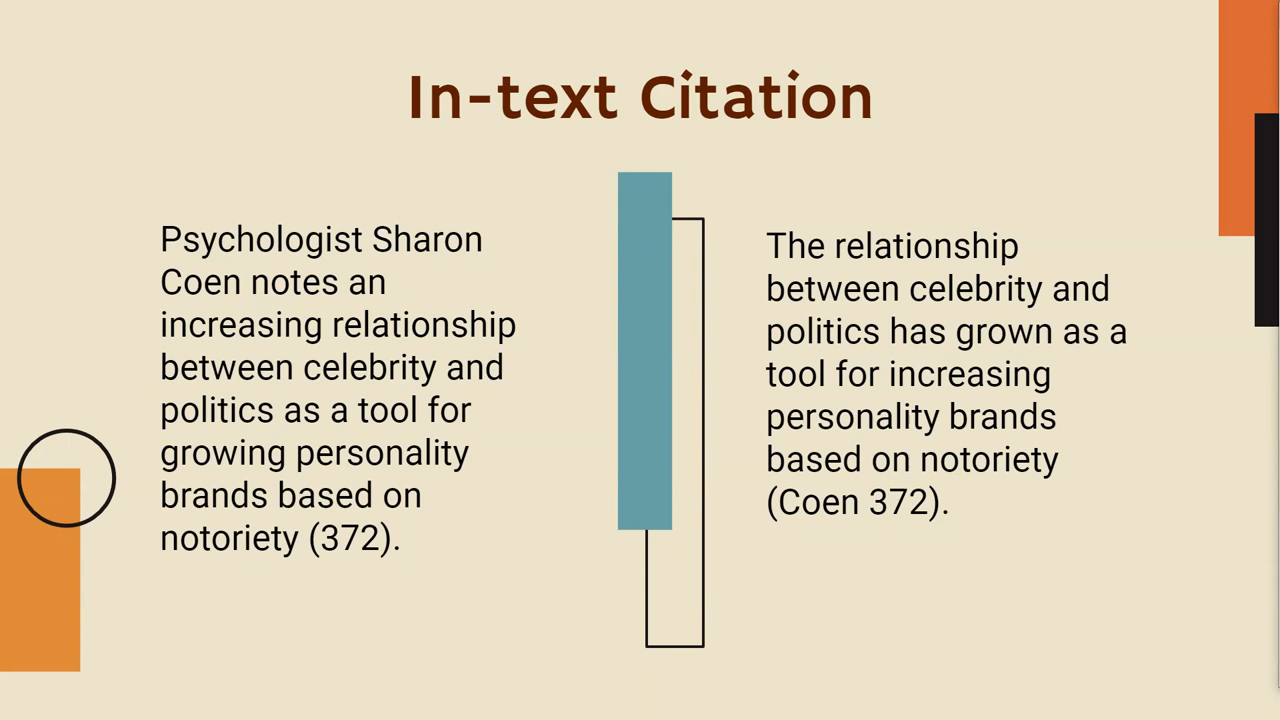 In-text Citation
Psychologist Sharon
Coen notes an
increasing relationship
between celebrity and
politics as a tool for
growing personality
brands based on
notoriety (372).
The relationship
between celebrity and
politics has grown as a
tool for increasing
personality brands
based on notoriety
(Coen 372).